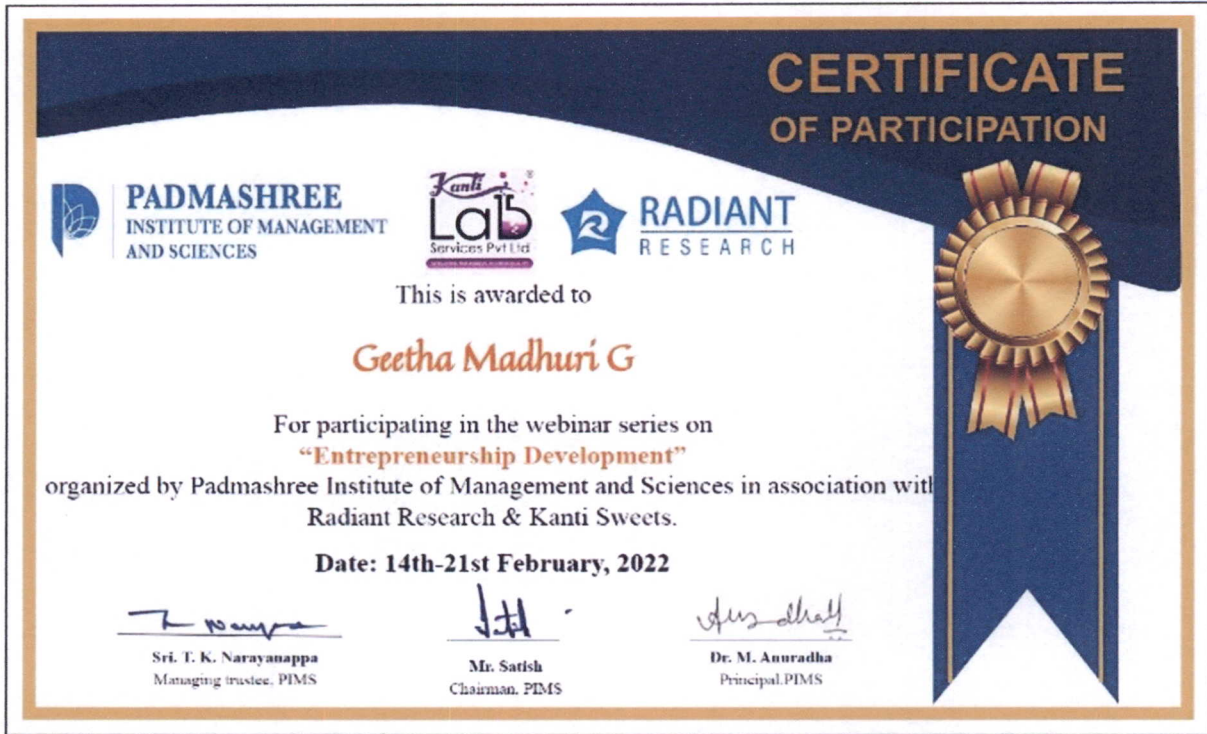 CERTIFICATE
OF PARTICIPATION
PADMASHREE
INSTITUTE OF MANAGEMENT
AND SCIENCES
Kanti
Lab
Services Pvt Ltd
RADIANT
RESEARCH
This is awarded to
Geetha Madhuri G
For participating in the webinar series on
“Entrepreneurship Development”
organized by Padmashree Institute of Management and Sciences in association with
Radiant Research & Kanti Sweets.
Date: 14th-21st February, 2022
Sri. T. K. Narayanappa
Managing trustee, PIMS
Mr. Satish
Chairman, PIMS
Dr. M. Anuradha
Principal,PIMS